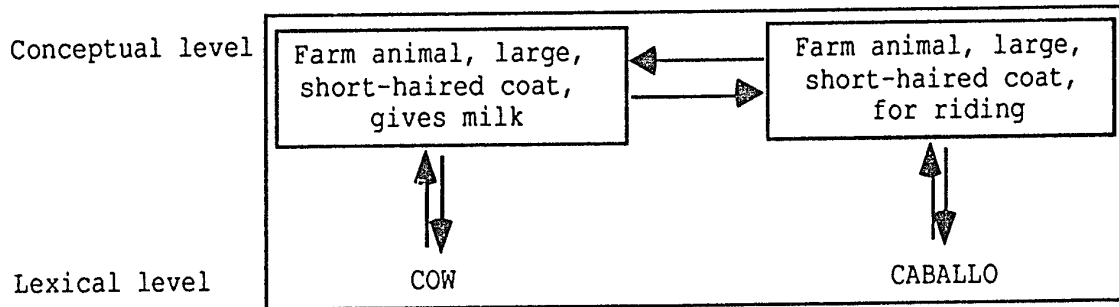 Conceptual level
Farm animal, large,
short-haired coat,
gives milk
Farm animal, large,
short-haired coat,
for riding
Lexical level
COW
CABALLO